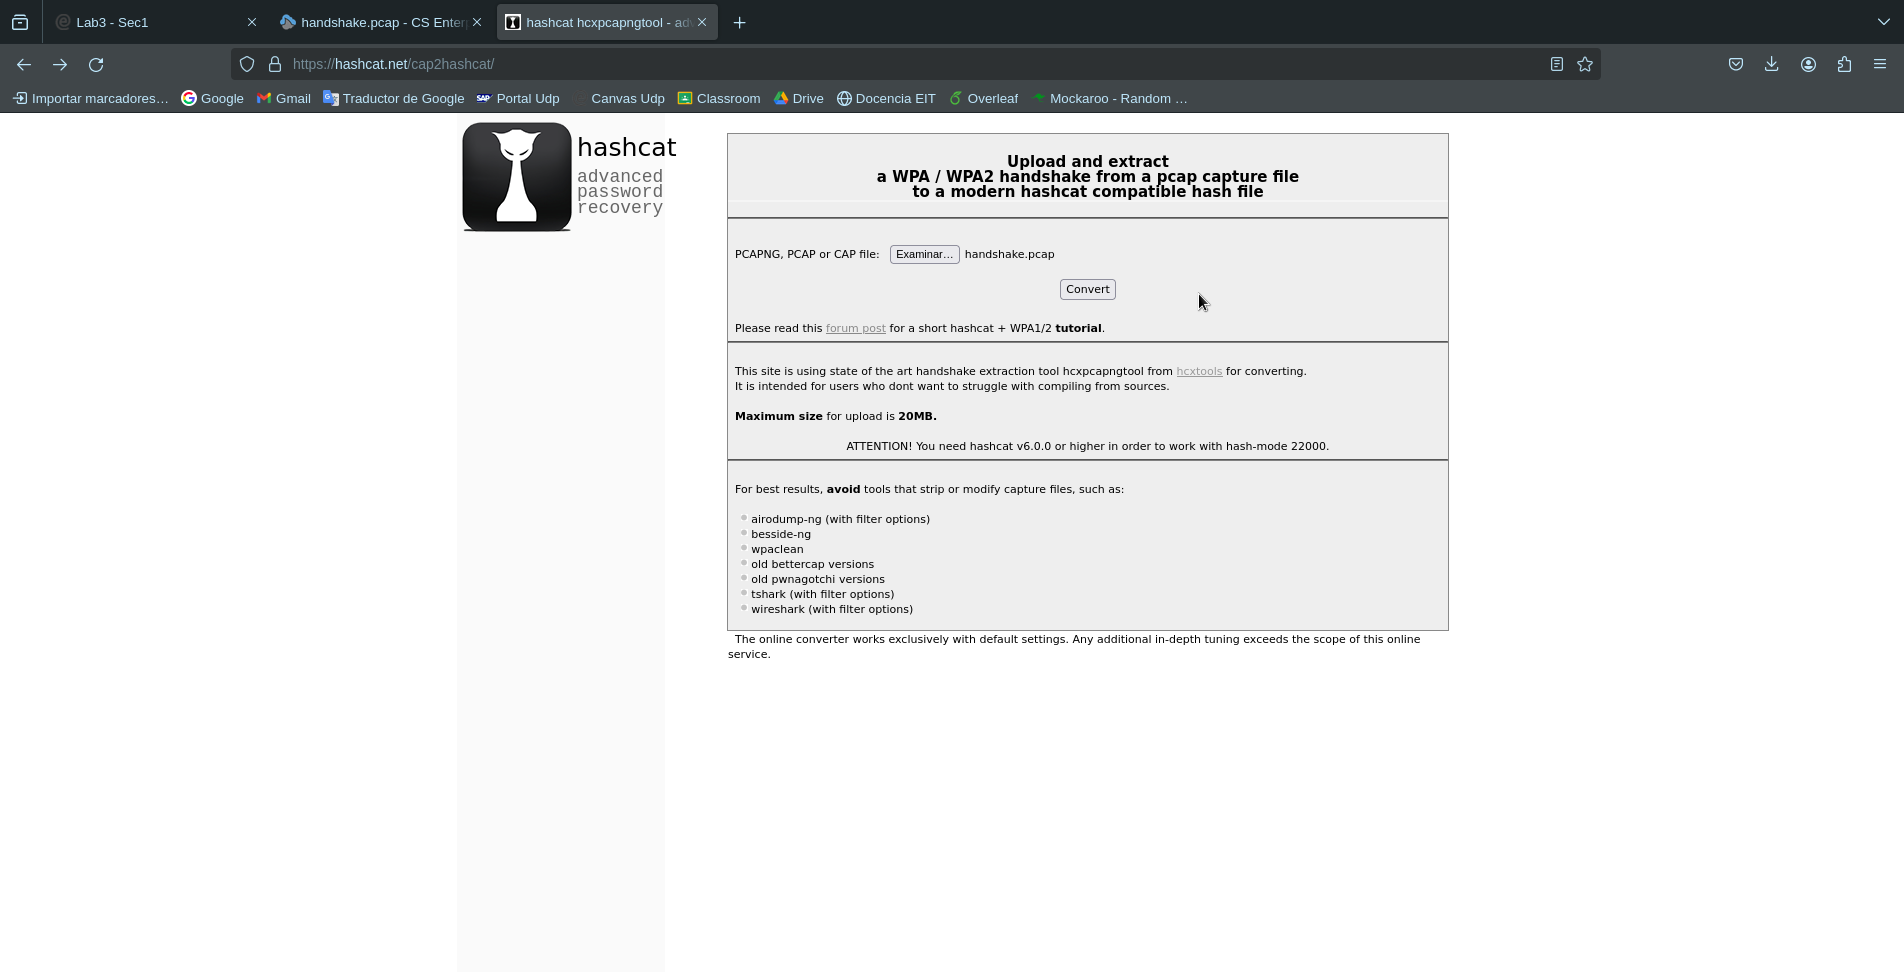 Lab3 - Sec1
handshake.pcap - CS Enter
hashcat hcxpcapngtool - adv
https://hashcat.net/cap2hashcat/
Importar marcadores…
Google
Gmail
Traductor de Google
SAP Portal Udp
Canvas Udp
Classroom
Drive
Docencia EIT
Overleaf
Mockaroo - Random …
hashcat
advanced
password
recovery
Upload and extract
a WPA / WPA2 handshake from a pcap capture file
to a modern hashcat compatible hash file
PCAPNG, PCAP or CAP file: Examinar… handshake.pcap
Convert
Please read this forum post for a short hashcat + WPA1/2 tutorial.
This site is using state of the art handshake extraction tool hcxpcapngtool from hcxtools for converting.
It is intended for users who dont want to struggle with compiling from sources.
Maximum size for upload is 20MB.
ATTENTION! You need hashcat v6.0.0 or higher in order to work with hash-mode 22000.
For best results, avoid tools that strip or modify capture files, such as:
airodump-ng (with filter options)
besside-ng
wpaclean
old bettercap versions
old pwnagotchi versions
tshark (with filter options)
wireshark (with filter options)
The online converter works exclusively with default settings. Any additional in-depth tuning exceeds the scope of this online
service.